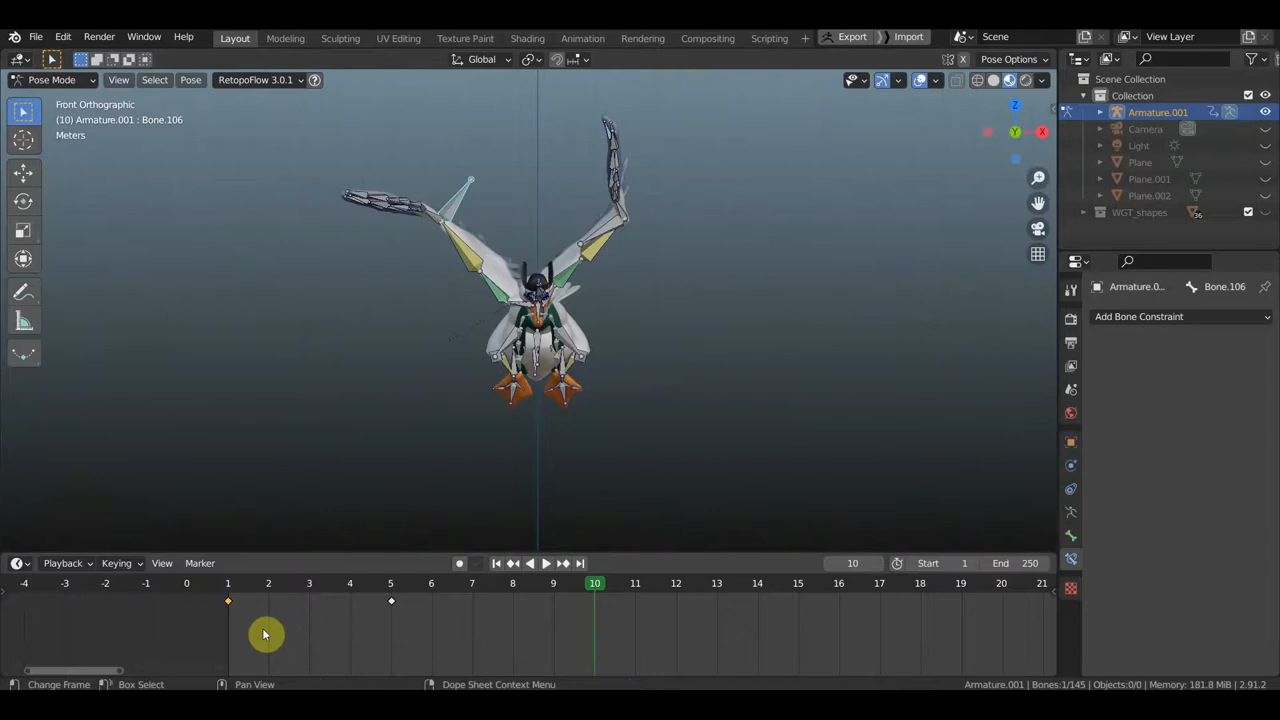 File Edit Render Window Help Layout Modeling Sculpting UV Editing Texture Paint Shading Animation Rendering Compositing Scripting + Export Import Scene View Layer
Global Pose Options
Pose Mode View Select Pose RetopoFlow 3.0.1
Scene Collection
Collection
Armature.001
Camera
Light
Plane
Plane.001
Plane.002
WGT_shapes 36
Front Orthographic
(10) Armature.001 : Bone.106
Meters
Z
Y
X
Armature.0... Bone.106
Add Bone Constraint
Playback Keying View Marker 10 Start 1 End 250
-4 -3 -2 -1 0 1 2 3 4 5 6 7 8 9 10 11 12 13 14 15 16 17 18 19 20 21
Change Frame Box Select Pan View Dope Sheet Context Menu Armature.001 | Bones:1/145 | Objects:0/0 | Memory: 181.8 MiB | 2.91.2